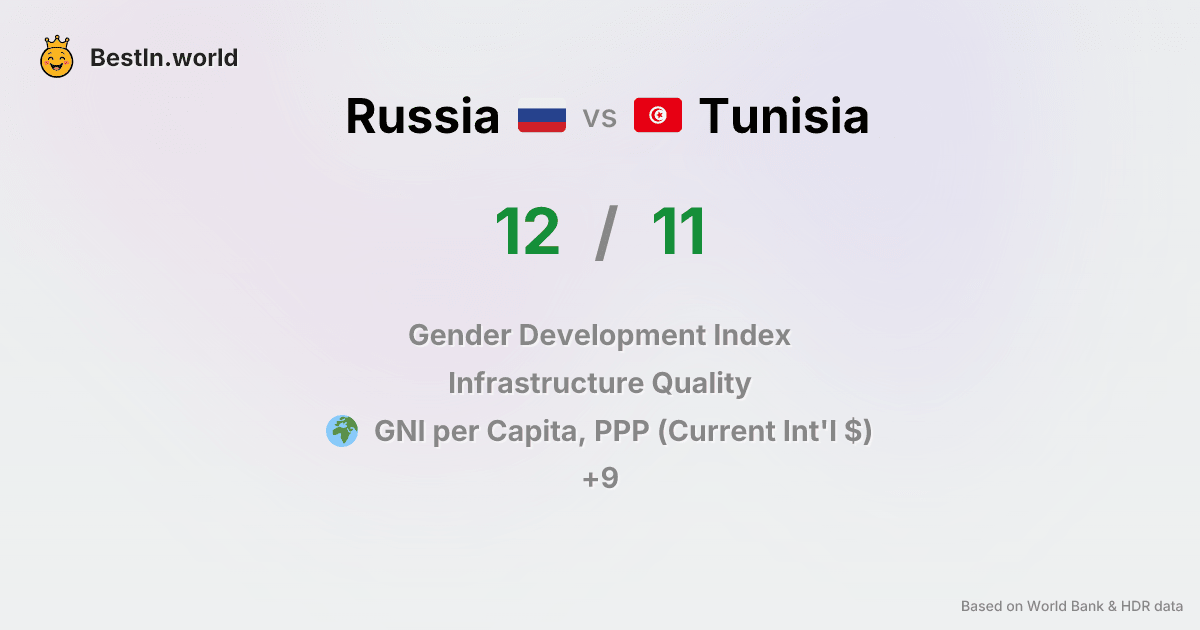 BestIn.world
Russia vs Tunisia
12 / 11
Gender Development Index
Infrastructure Quality
GNI per Capita, PPP (Current Int'l $)
+9
Based on World Bank & HDR data